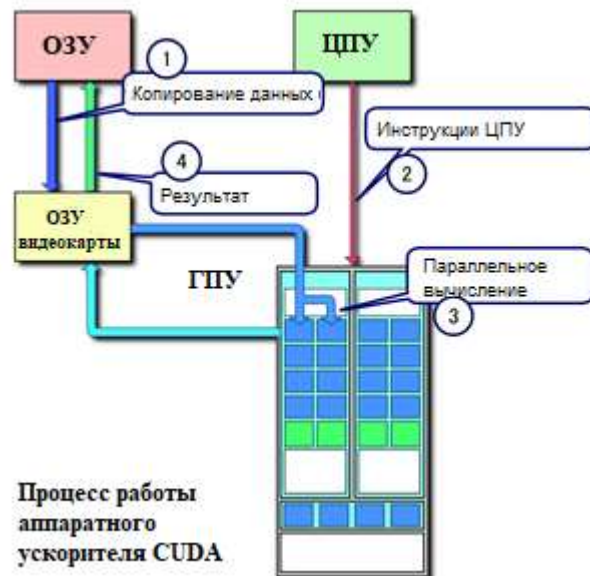 ОЗУ
ЦПУ
1
Копирование данных
Инструкции ЦПУ
2
4
Результат
ОЗУ
видеокарты
ГПУ
Параллельное
вычисление
3
Процесс работы
аппаратного
ускорителя CUDA